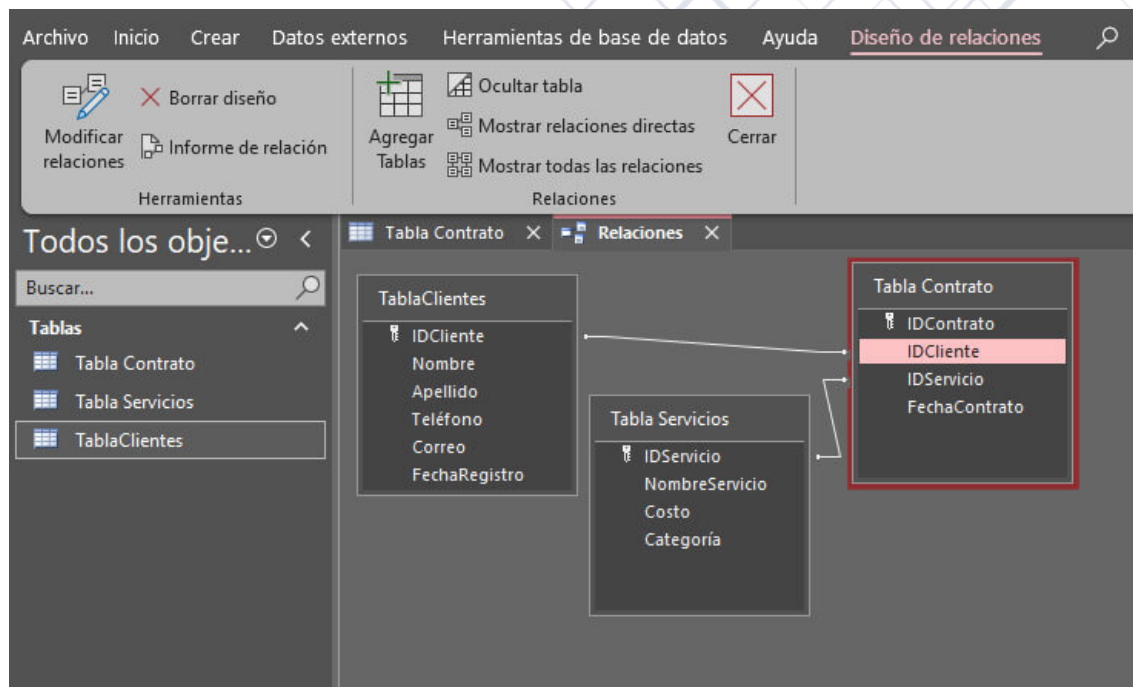 Archivo Inicio Crear Datos externos Herramientas de base de datos Ayuda Diseño de relaciones
Modificar relaciones
Borrar diseño
Informe de relación
Herramientas
Agregar Tablas
Ocultar tabla
Mostrar relaciones directas
Mostrar todas las relaciones
Cerrar
Relaciones
Todos los obje...
Buscar...
Tablas
Tabla Contrato
Tabla Servicios
TablaClientes
Tabla Contrato
Relaciones
TablaClientes
IDCliente
Nombre
Apellido
Teléfono
Correo
FechaRegistro
Tabla Servicios
IDServicio
NombreServicio
Costo
Categoría
Tabla Contrato
IDContrato
IDCliente
IDServicio
FechaContrato